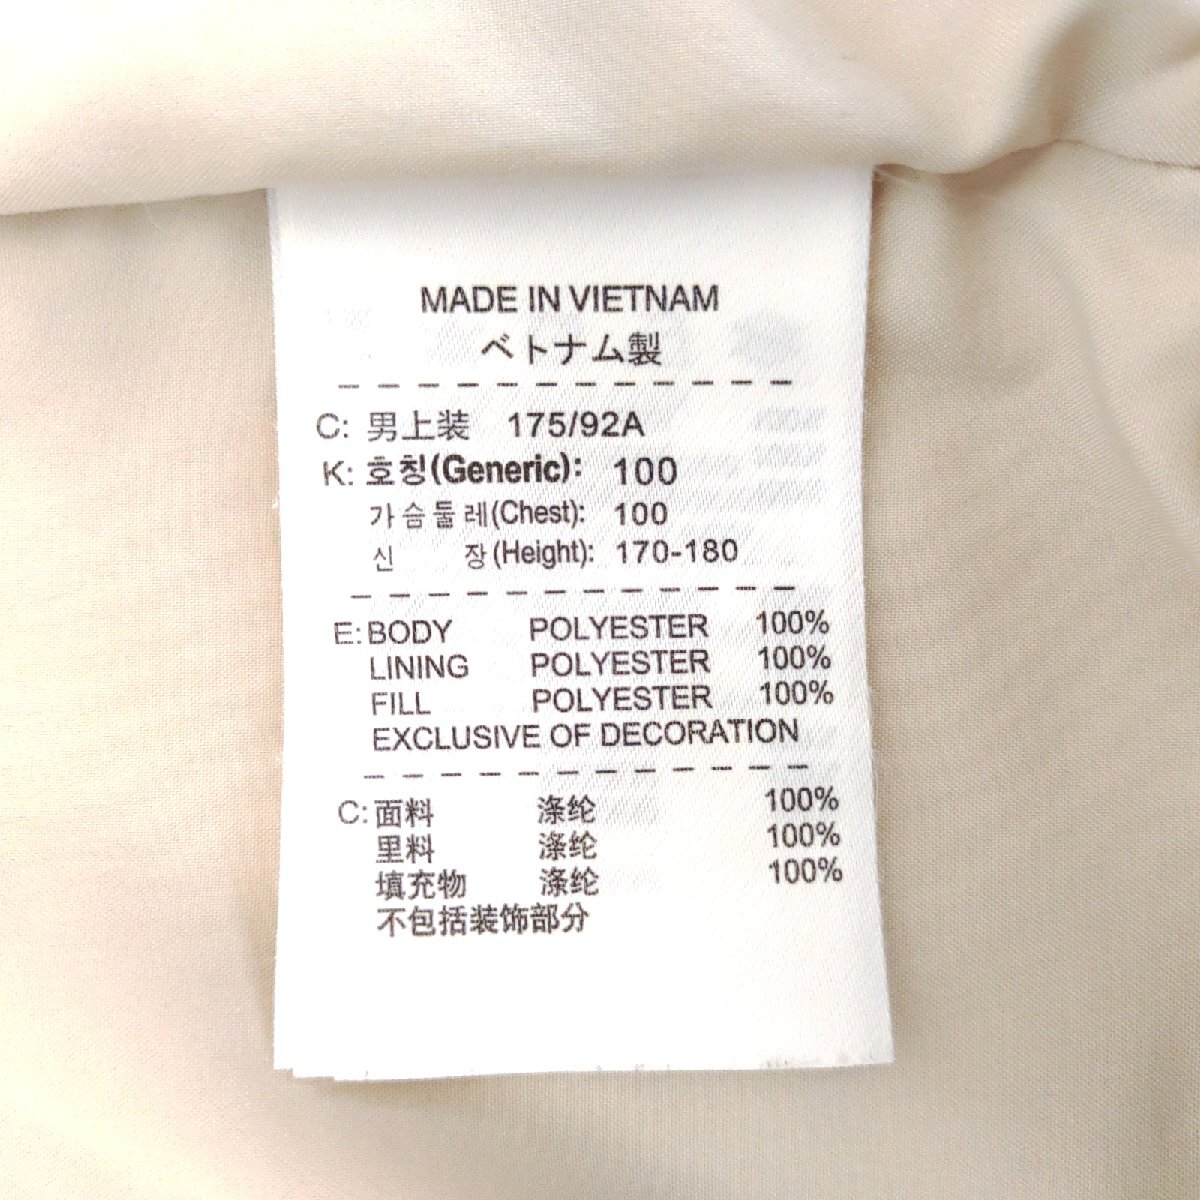 MADE IN VIETNAM
ベトナム製
C: 男上装 175/92A
K: 호칭(Generic): 100
가슴둘레(Chest): 100
신 장(Height): 170-180
E: BODY POLYESTER 100%
LINING POLYESTER 100%
FILL POLYESTER 100%
EXCLUSIVE OF DECORATION
C: 面料 涤纶 100%
里料 涤纶 100%
填充物 涤纶 100%
不包括装饰部分